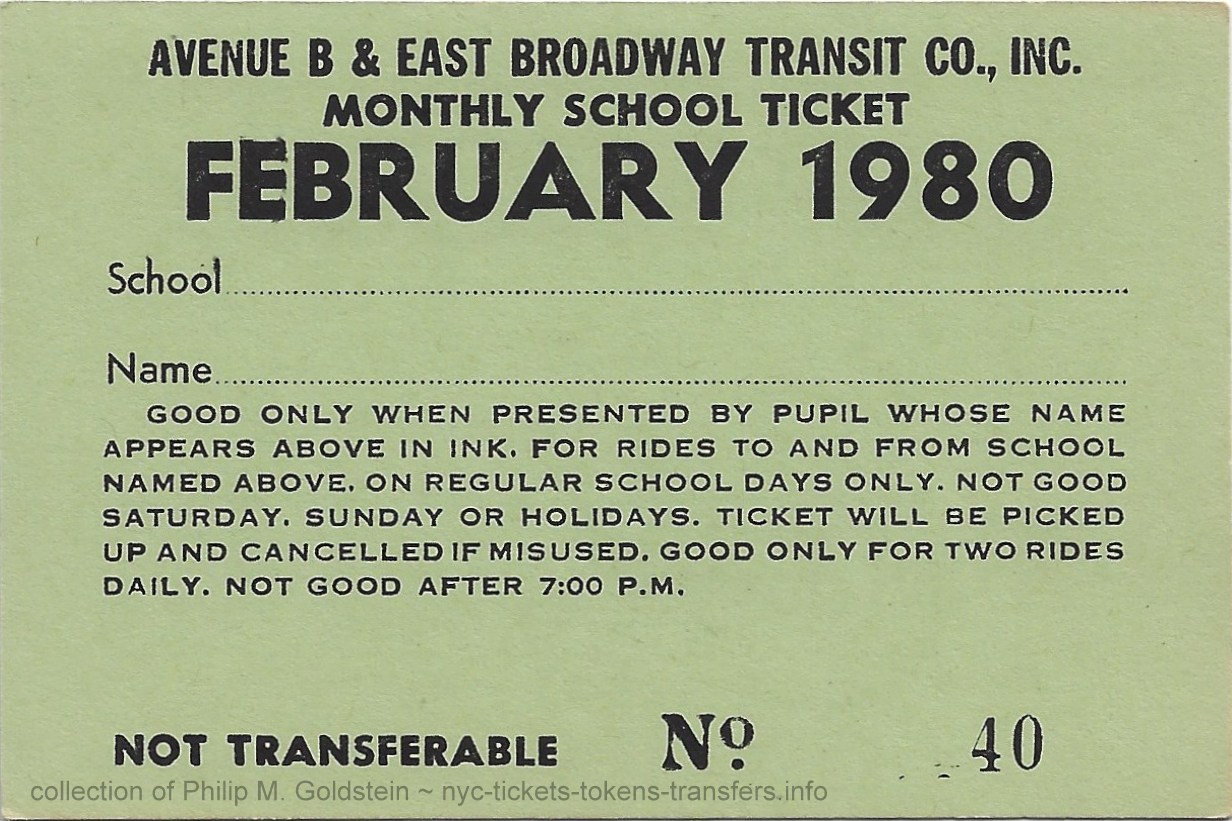 AVENUE B & EAST BROADWAY TRANSIT CO., INC.
MONTHLY SCHOOL TICKET
FEBRUARY 1980
School
Name
GOOD ONLY WHEN PRESENTED BY PUPIL WHOSE NAME
APPEARS ABOVE IN INK. FOR RIDES TO AND FROM SCHOOL
NAMED ABOVE. ON REGULAR SCHOOL DAYS ONLY. NOT GOOD
SATURDAY. SUNDAY OR HOLIDAYS. TICKET WILL BE PICKED
UP AND CANCELLED IF MISUSED. GOOD ONLY FOR TWO RIDES
DAILY. NOT GOOD AFTER 7:00 P.M.
NOT TRANSFERABLE Nº. 40
collection of Philip M. Goldstein ~ nyc-tickets-tokens-transfers.info